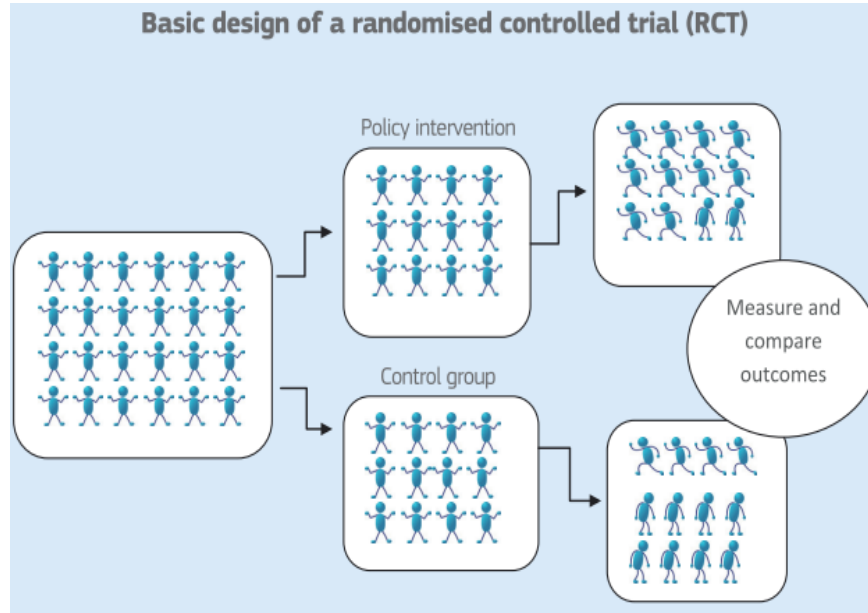 Basic design of a randomised controlled trial (RCT)
Policy intervention
Control group
Measure and
compare
outcomes